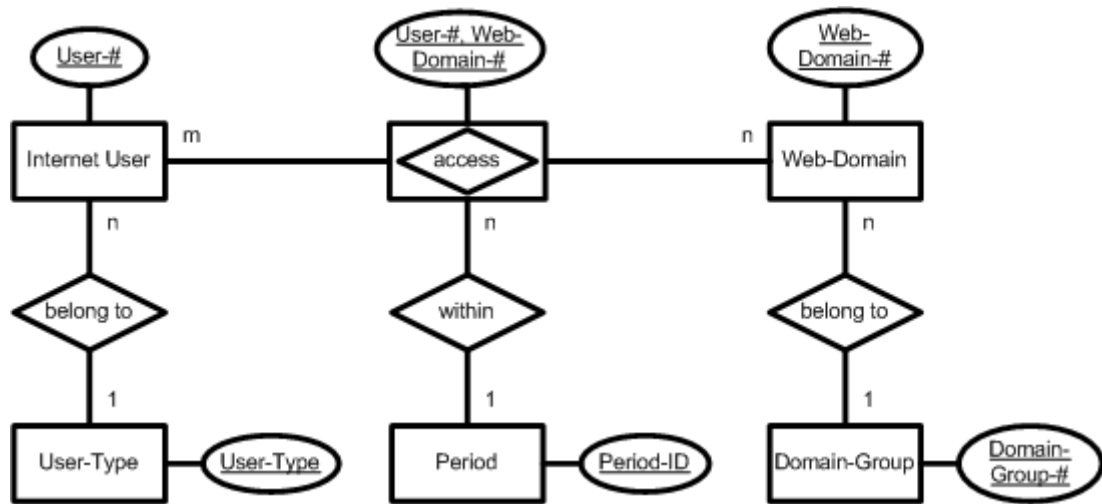 User-#
User-#, Web-
Domain-#
Web-
Domain-#
Internet User
m
access
n
Web-Domain
n
n
n
belong to
within
belong to
1
1
1
User-Type
User-Type
Period
Period-ID
Domain-Group
Domain-
Group-#